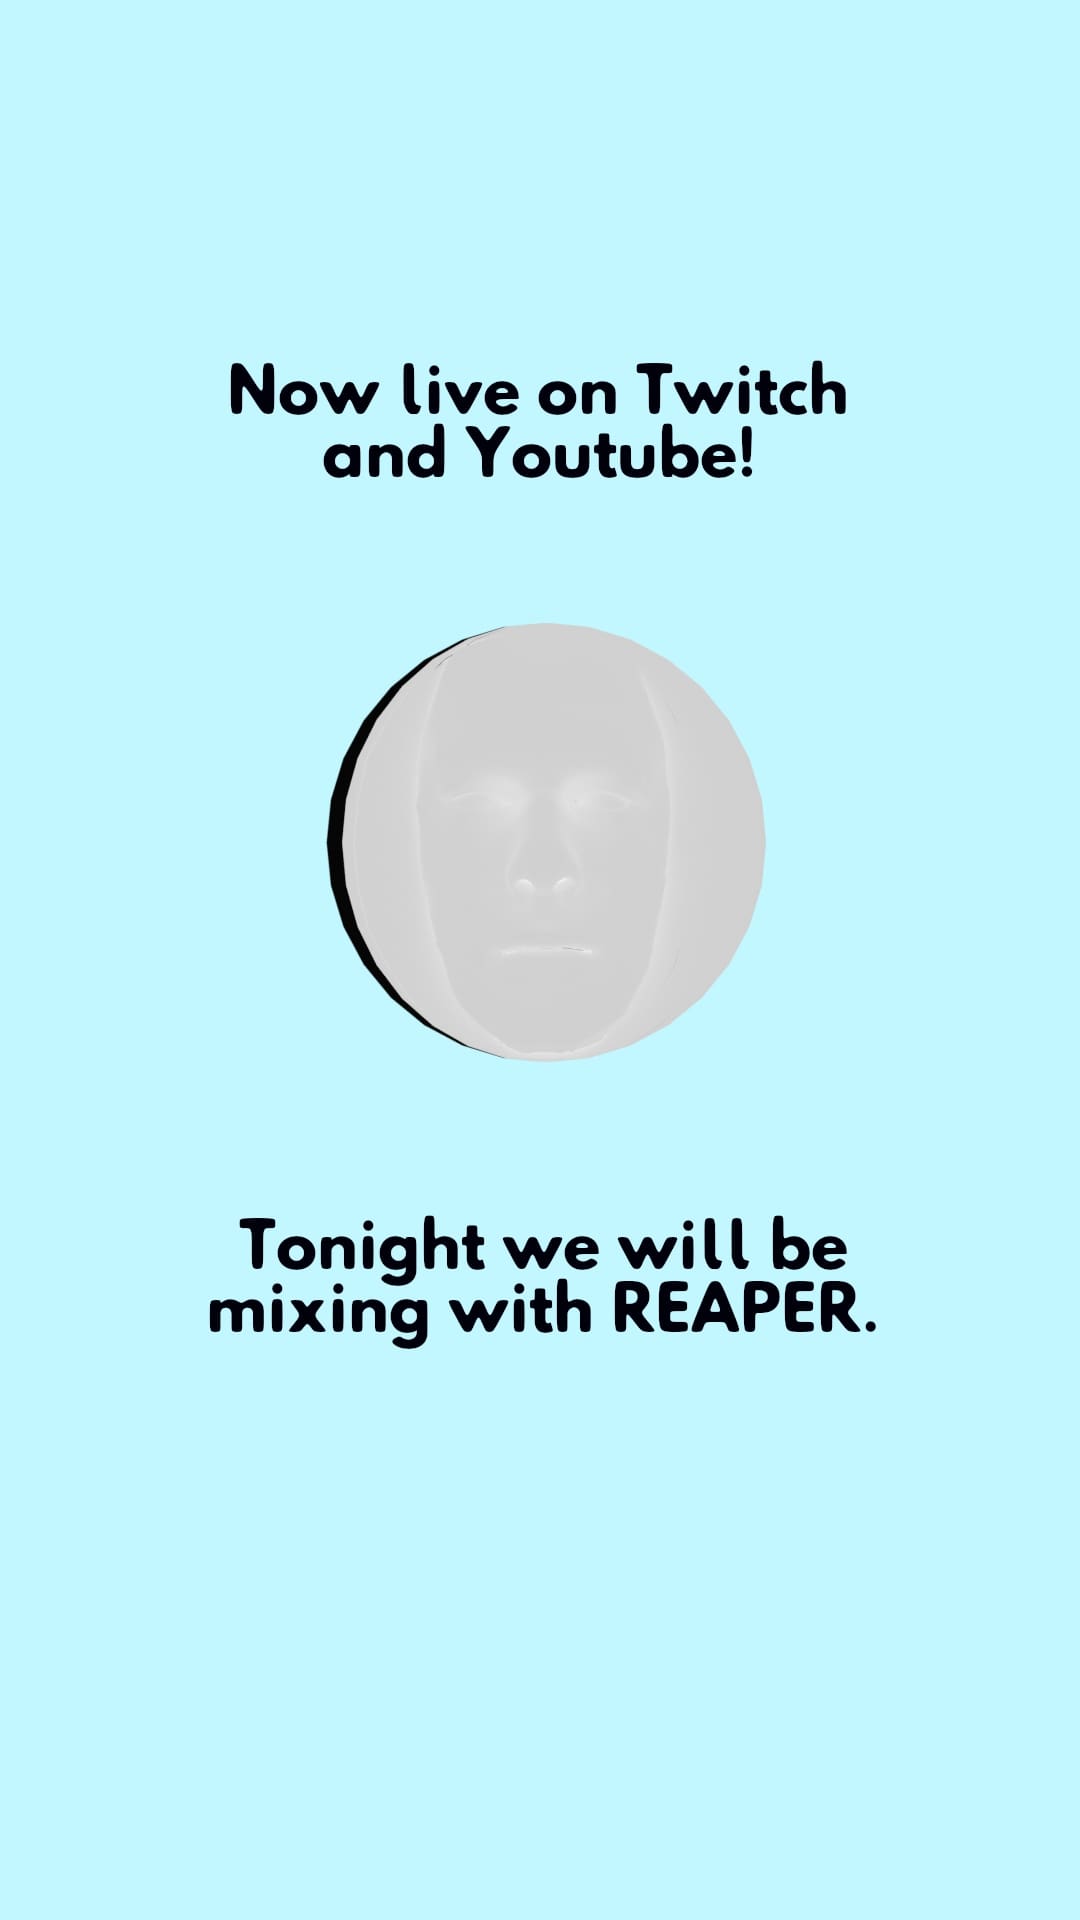 Now live on Twitch
and Youtube!
Tonight we will be
mixing with REAPER.